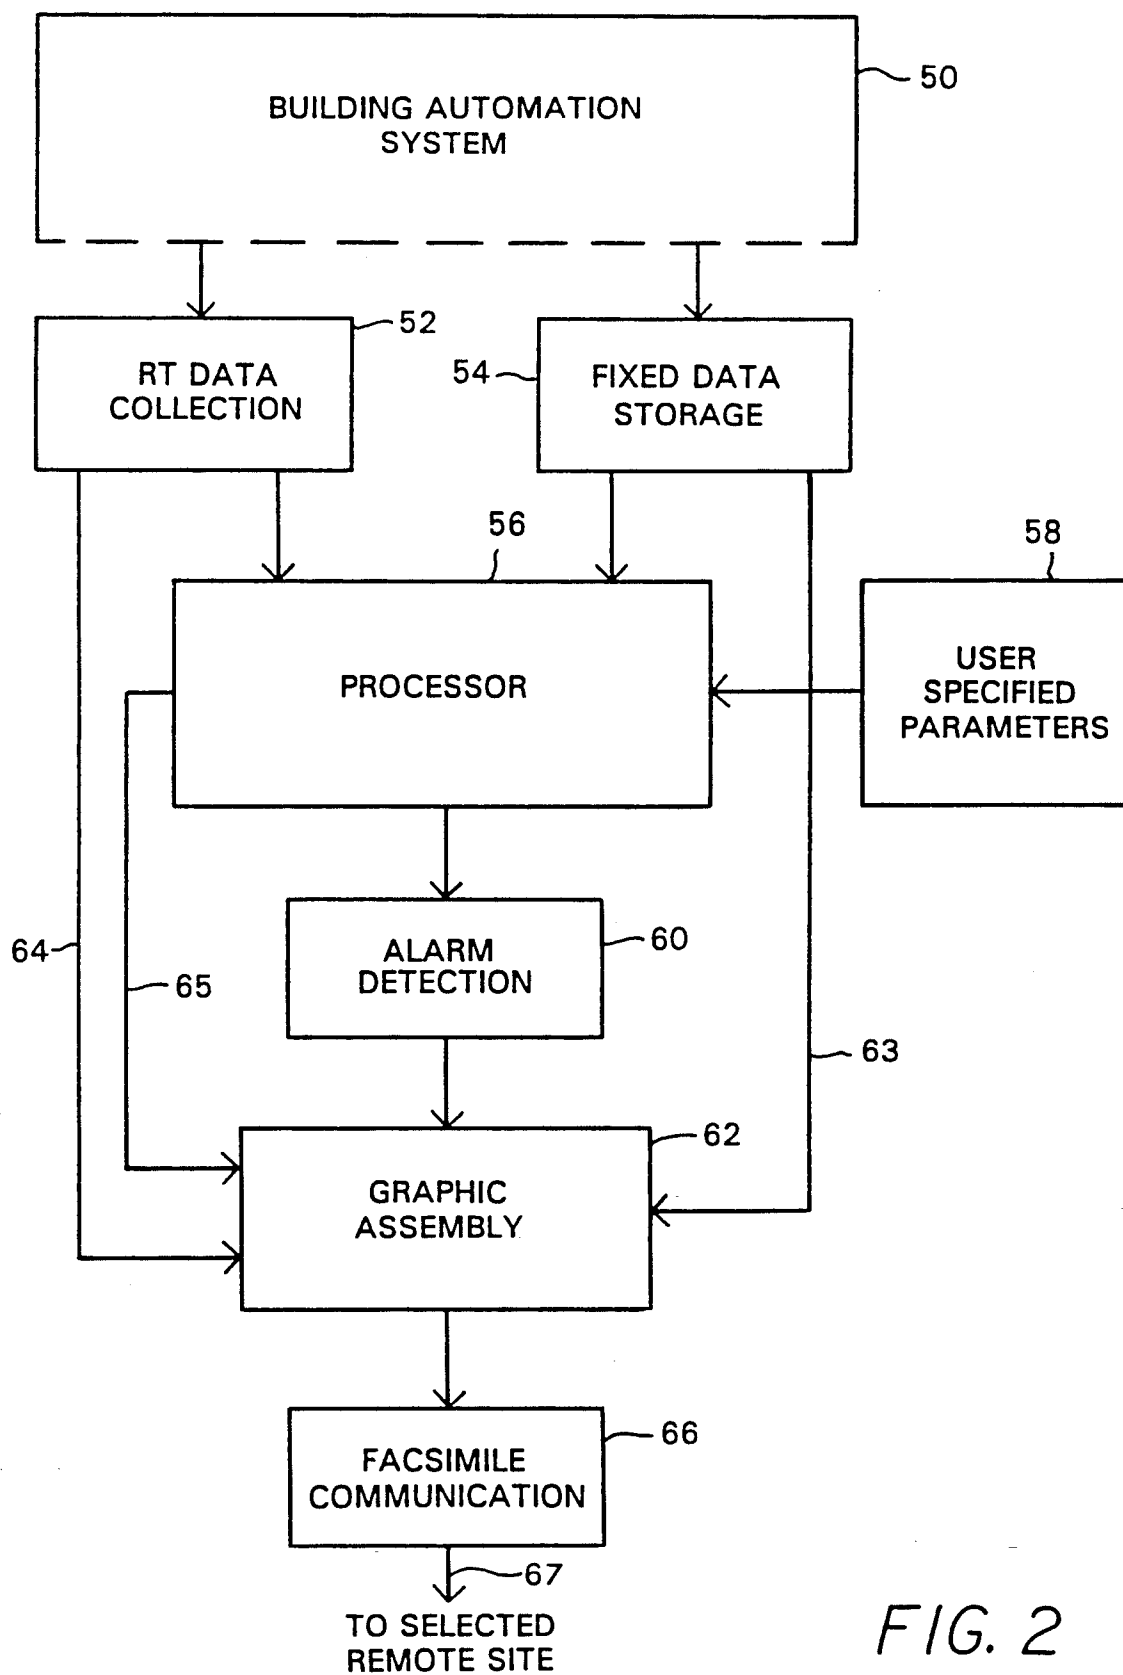 BUILDING AUTOMATION
SYSTEM
50
RT DATA
COLLECTION
52
54
FIXED DATA
STORAGE
56
58
PROCESSOR
USER
SPECIFIED
PARAMETERS
64
65
ALARM
DETECTION
60
63
62
GRAPHIC
ASSEMBLY
66
FACSIMILE
COMMUNICATION
67
TO SELECTED
REMOTE SITE
FIG. 2